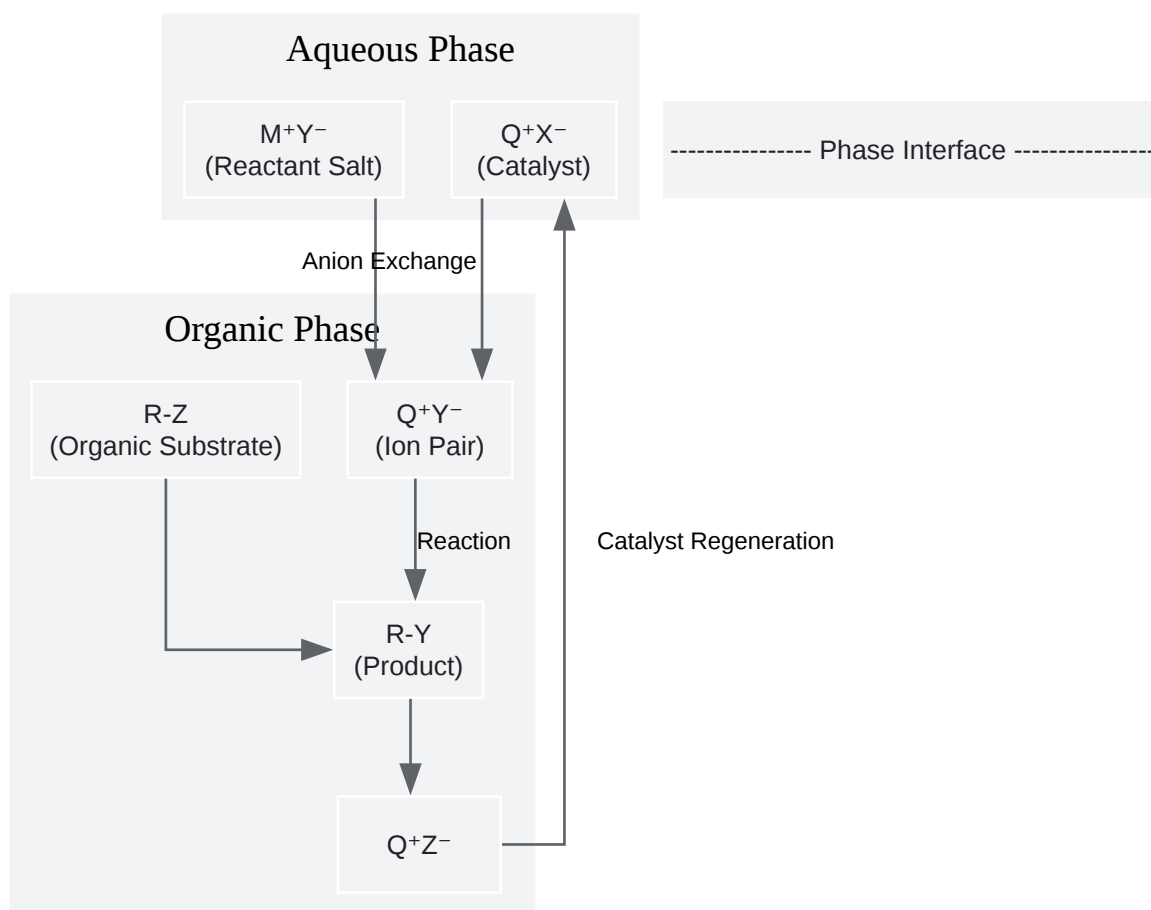 Aqueous Phase
M⁺Y⁻
(Reactant Salt)
Q⁺X⁻
(Catalyst)
---------------- Phase Interface ----------------
Anion Exchange
Organic Phase
R-Z
(Organic Substrate)
Q⁺Y⁻
(Ion Pair)
Reaction
Catalyst Regeneration
R-Y
(Product)
Q⁺Z⁻